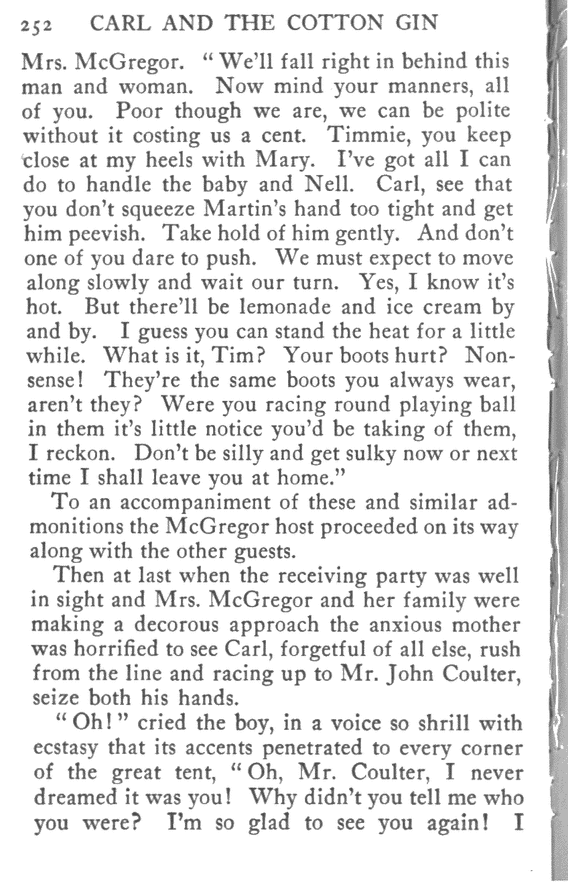 252 CARL AND THE COTTON GIN
Mrs. McGregor. "We'll fall right in behind this
man and woman. Now mind your manners, all
of you. Poor though we are, we can be polite
without it costing us a cent. Timmie, you keep
close at my heels with Mary. I've got all I can
do to handle the baby and Nell. Carl, see that
you don't squeeze Martin's hand too tight and get
him peevish. Take hold of him gently. And don't
one of you dare to push. We must expect to move
along slowly and wait our turn. Yes, I know it's
hot. But there'll be lemonade and ice cream by
and by. I guess you can stand the heat for a little
while. What is it, Tim? Your boots hurt? Non-
sense! They're the same boots you always wear,
aren't they? Were you racing round playing ball
in them it's little notice you'd be taking of them,
I reckon. Don't be silly and get sulky now or next
time I shall leave you at home."
To an accompaniment of these and similar ad-
monitions the McGregor host proceeded on its way
along with the other guests.
Then at last when the receiving party was well
in sight and Mrs. McGregor and her family were
making a decorous approach the anxious mother
was horrified to see Carl, forgetful of all else, rush
from the line and racing up to Mr. John Coulter,
seize both his hands.
"Oh!" cried the boy, in a voice so shrill with
ecstasy that its accents penetrated to every corner
of the great tent, "Oh, Mr. Coulter, I never
dreamed it was you! Why didn't you tell me who
you were? I'm so glad to see you again! I